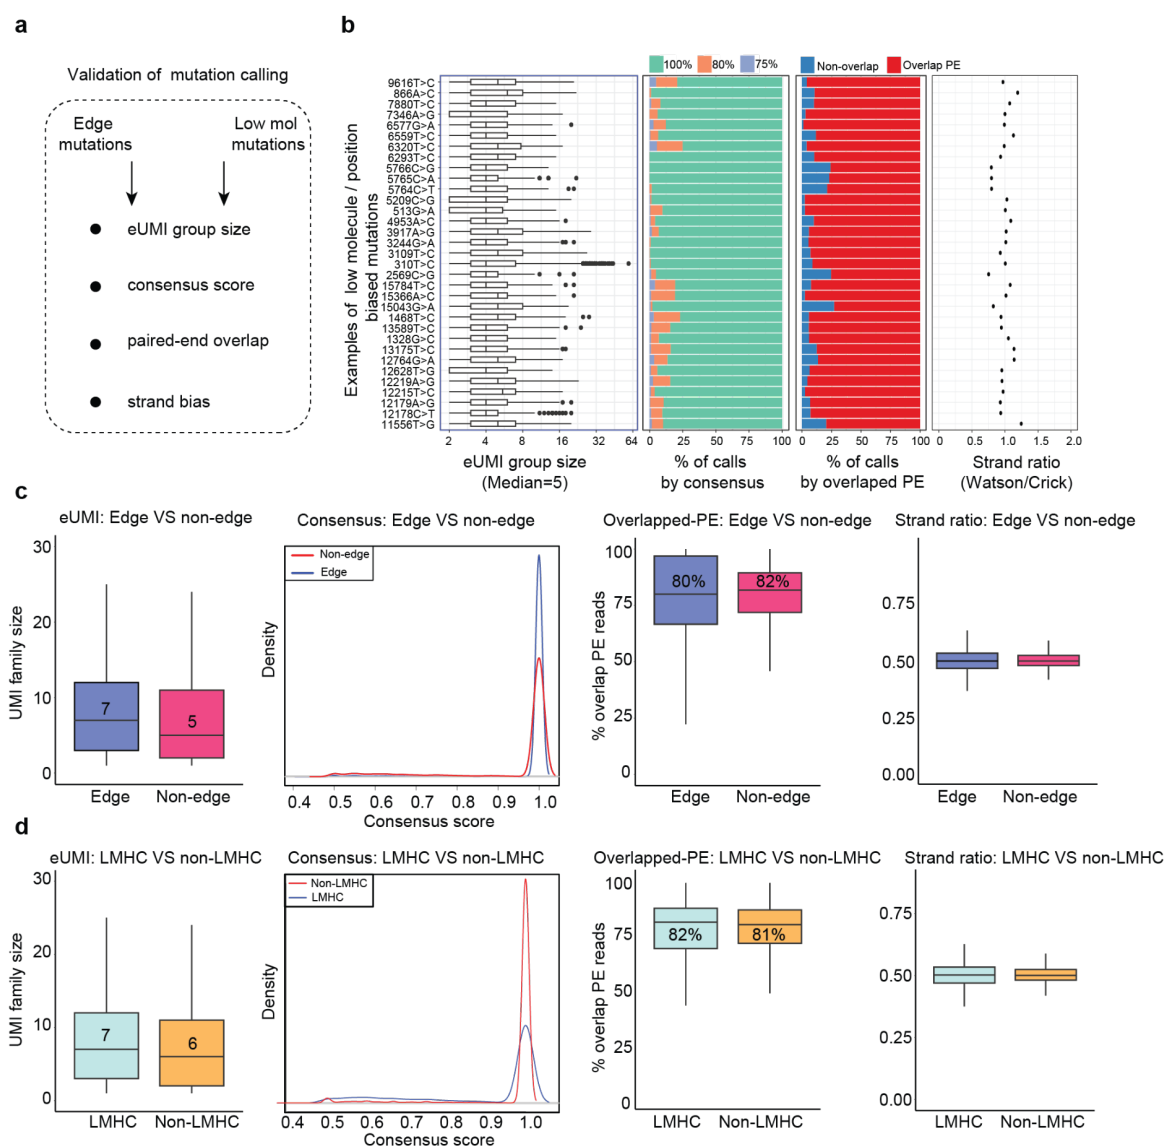 a
Validation of mutation calling
Edge
mutations
Low mol
mutations
eUMI group size
consensus score
paired-end overlap
strand bias
b
100%
80%
75%
Non-overlap
Overlap PE
Examples of low molecule / position
biased mutations
9616T>C
866A>C
7880T>C
7346A>G
6577G>A
6559T>C
6320T>C
6293T>C
5766C>G
5765C>A
5764C>T
5209C>G
513G>A
4953A>C
3917A>G
3244G>A
3109T>C
310T>C
2569C>G
15784T>C
15366A>C
15043G>A
1468T>C
13589T>C
1328G>C
13175T>C
12764G>A
12628T>G
12219A>G
12215T>C
12179A>G
12178C>T
11556T>G
2 4 8 16 32 64
eUMI group size
(Median=5)
0 25 50 75 100
% of calls
by consensus
0 25 50 75 100
% of calls
by overlaped PE
0 0.5 1.0 1.5 2.0
Strand ratio
(Watson/Crick)
c
eUMI: Edge VS non-edge
UMI family size
30
20
10
0
7
5
Edge Non-edge
Consensus: Edge VS non-edge
Non-edge
Edge
Density
0.4 0.5 0.6 0.7 0.8 0.9 1.0
Consensus score
Overlapped-PE: Edge VS non-edge
% overlap PE reads
100
75
50
25
0
80%
82%
Edge Non-edge
Strand ratio: Edge VS non-edge
0.75
0.50
0.25
0.00
Edge Non-edge
d
eUMI: LMHC VS non-LMHC
UMI family size
30
20
10
0
7
6
LMHC Non-LMHC
Consensus: LMHC VS non-LMHC
Non-LMHC
LMHC
Density
0.4 0.5 0.6 0.7 0.8 0.9 1.0
Consensus score
Overlapped-PE: LMHC VS non-LMHC
% overlap PE reads
100
75
50
25
0
82%
81%
LMHC Non-LMHC
Strand ratio: LMHC VS non-LMHC
0.75
0.50
0.25
0.00
LMHC Non-LMHC